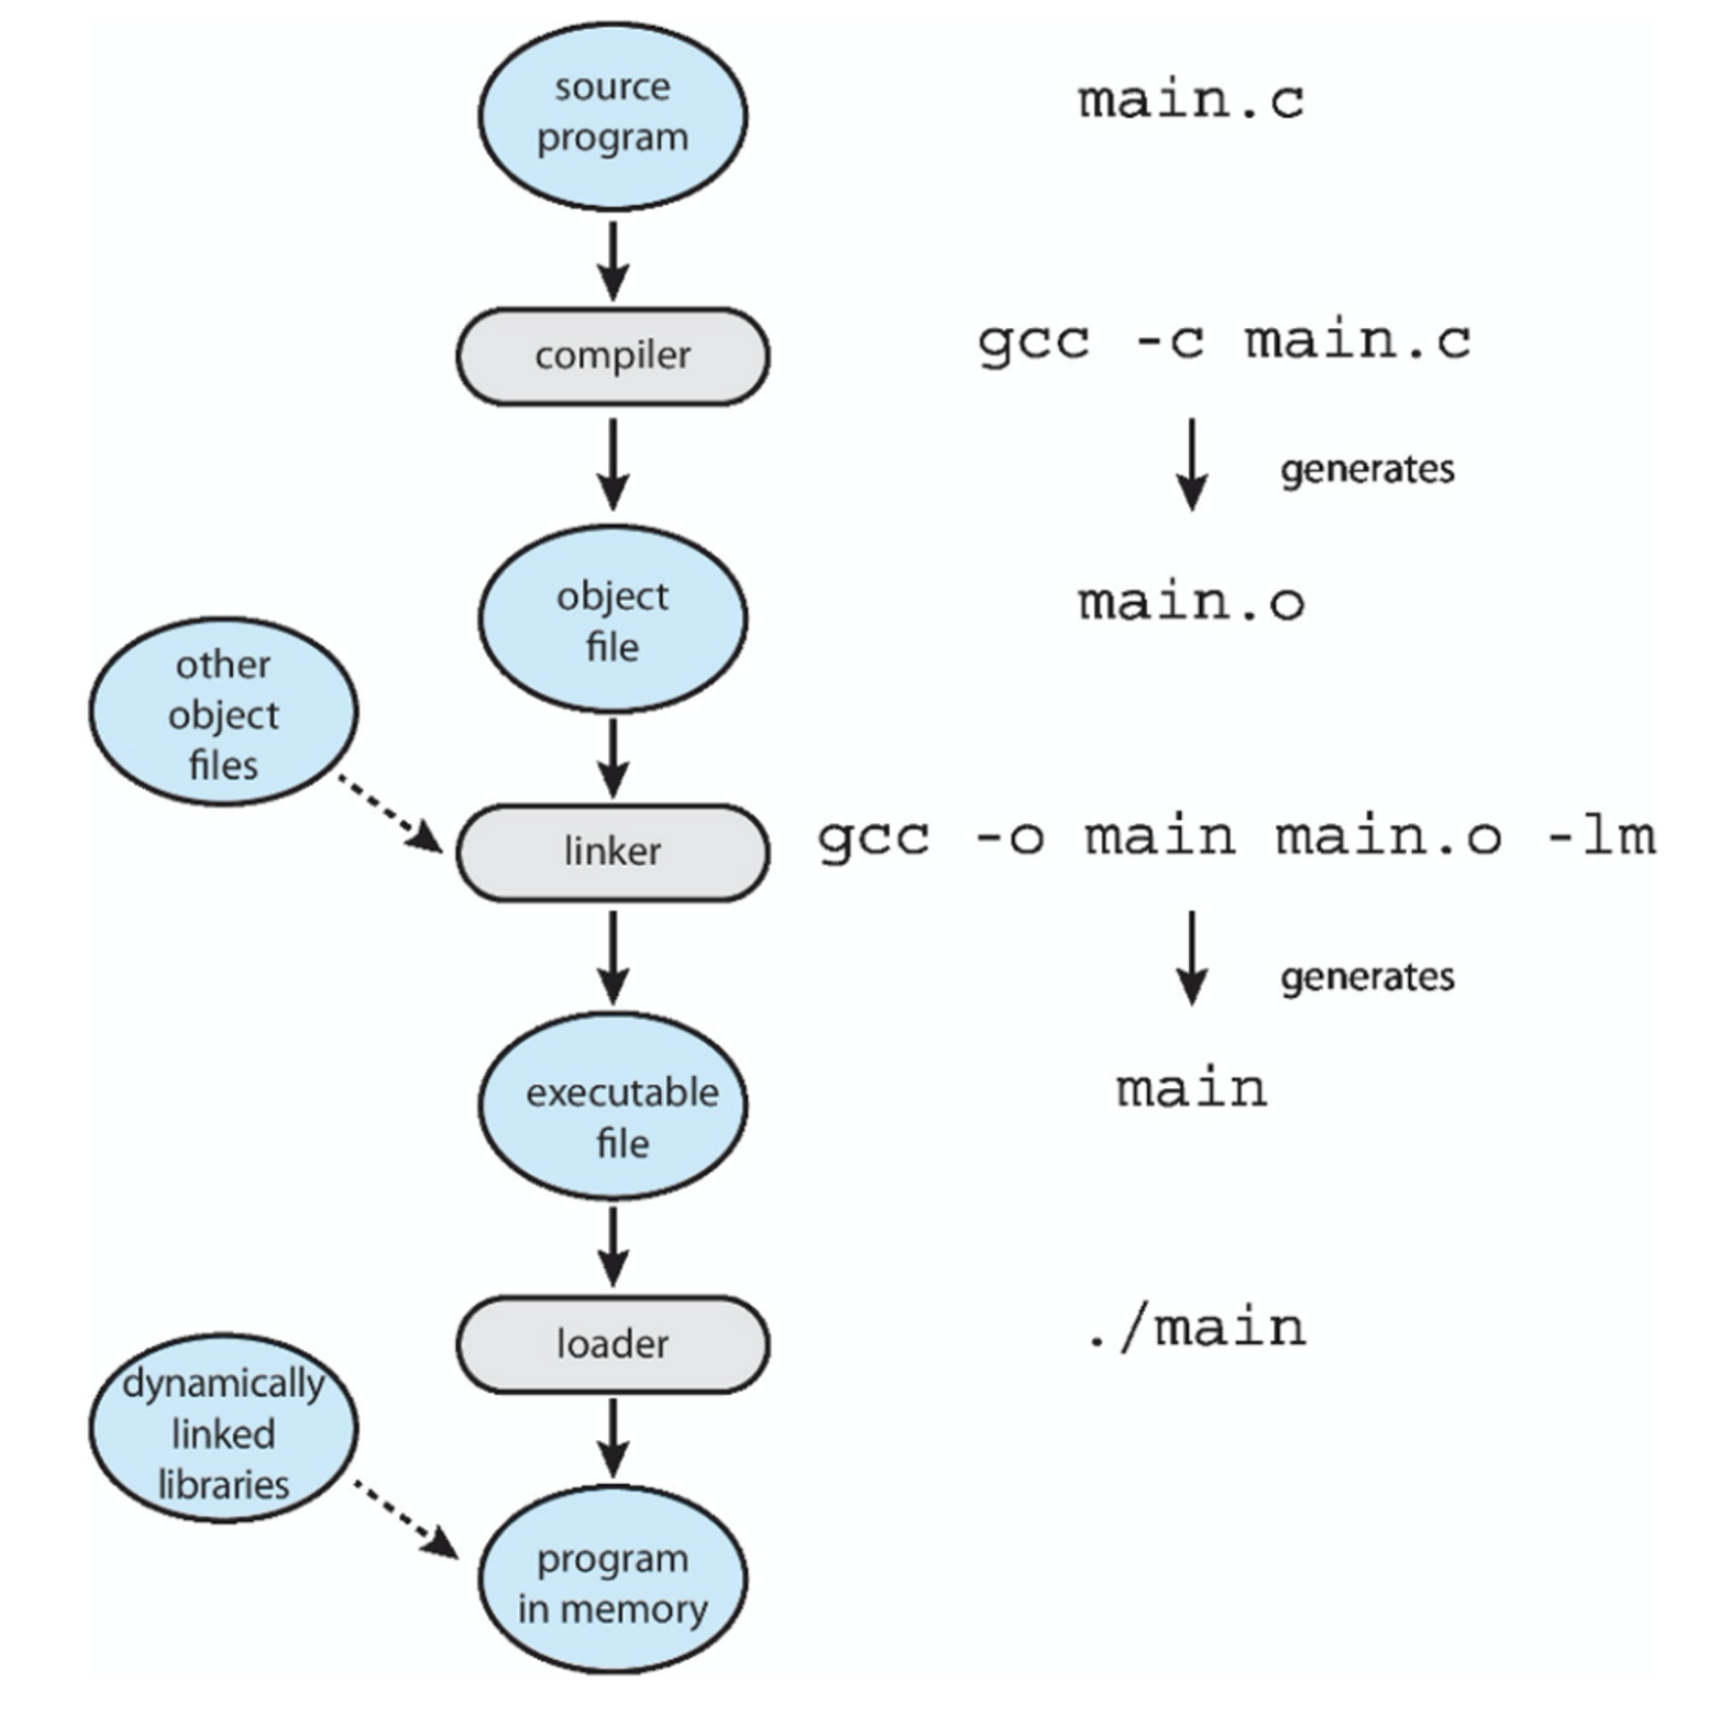 source
program
main.c
compiler
gcc -c main.c
generates
object
file
main.o
other
object
files
linker
gcc -o main main.o -lm
generates
executable
file
main
loader
./main
dynamically
linked
libraries
program
in memory